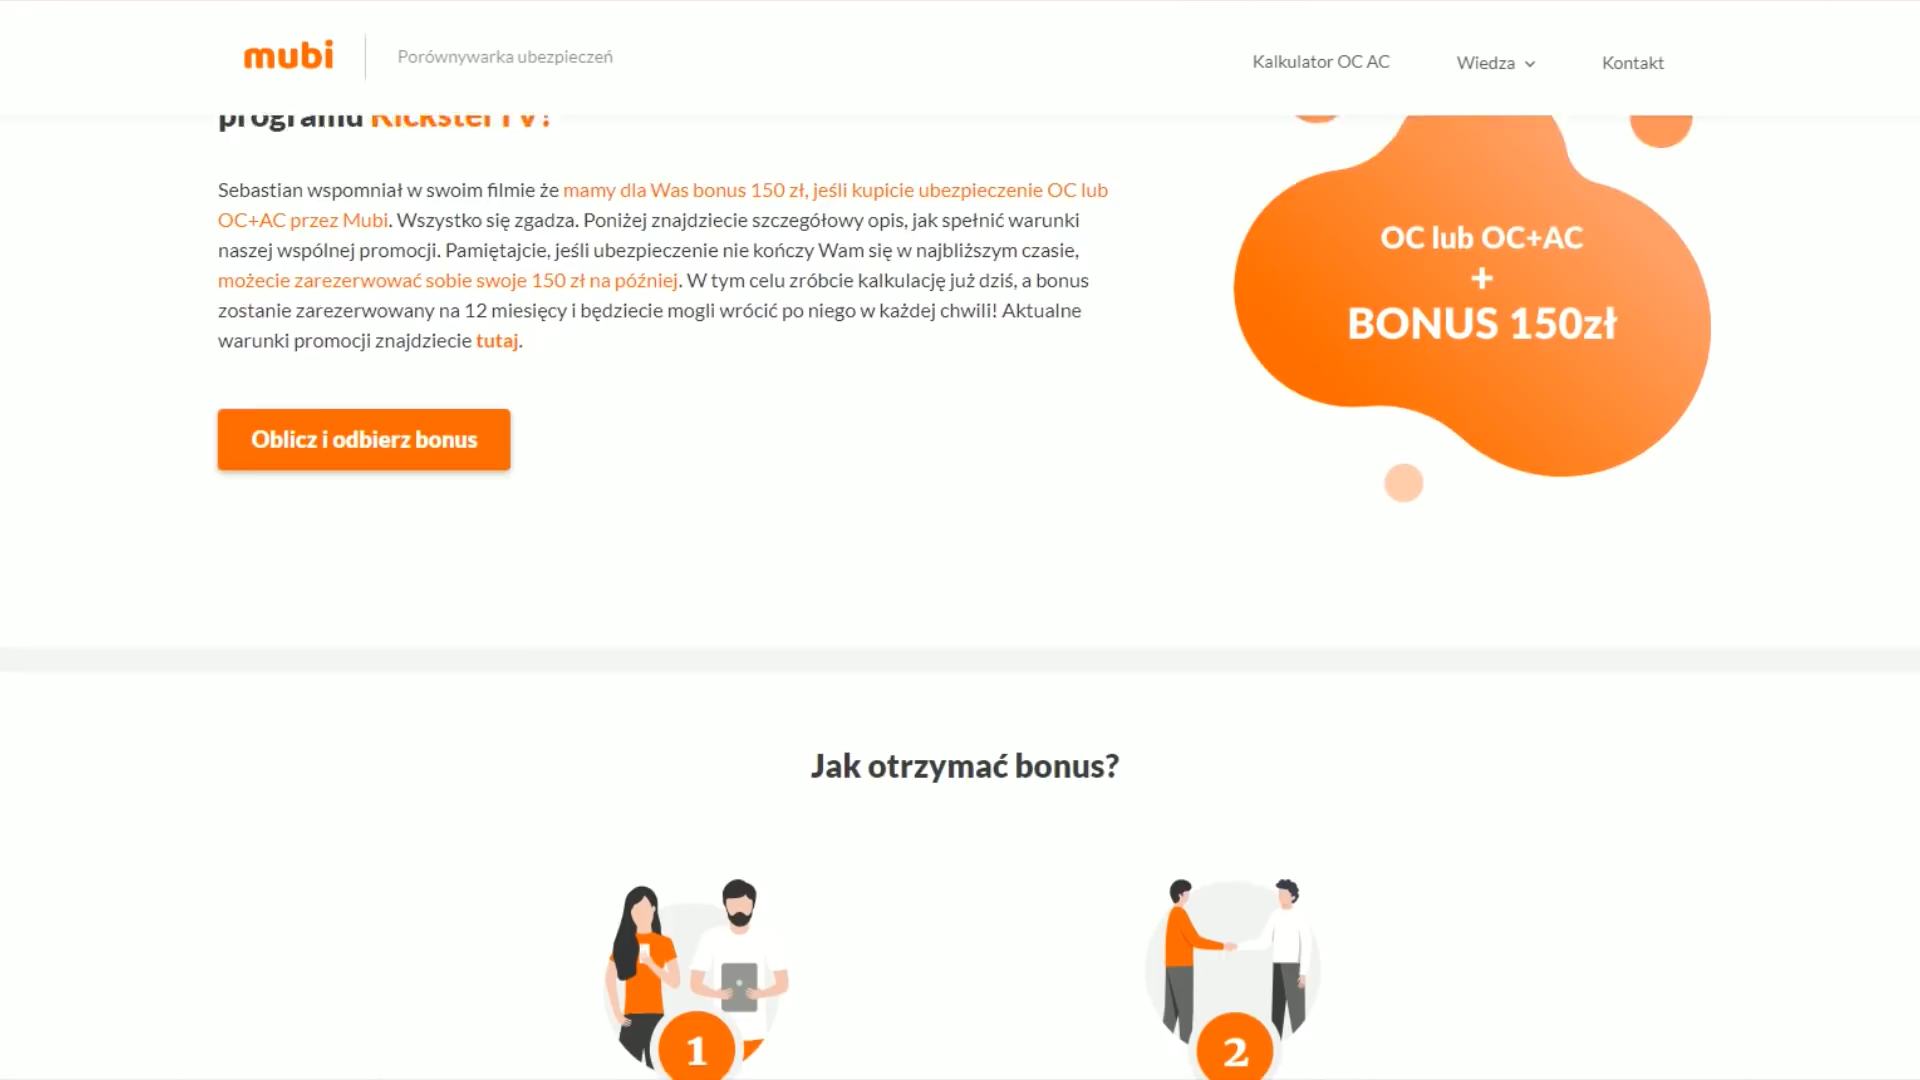 mubi
Porównywarka ubezpieczeń
Kalkulator OC AC
Wiedza
Kontakt
programu KicksterTV!
Sebastian wspomniał w swoim filmie że mamy dla Was bonus 150 zł, jeśli kupicie ubezpieczenie OC lub
OC+AC przez Mubi. Wszystko się zgadza. Poniżej znajdziecie szczegółowy opis, jak spełnić warunki
naszej wspólnej promocji. Pamiętajcie, jeśli ubezpieczenie nie kończy Wam się w najbliższym czasie,
możecie zarezerwować sobie swoje 150 zł na później. W tym celu zróbcie kalkulację już dziś, a bonus
zostanie zarezerwowany na 12 miesięcy i będziecie mogli wrócić po niego w każdej chwili! Aktualne
warunki promocji znajdziecie tutaj.
Oblicz i odbierz bonus
OC lub OC+AC
+
BONUS 150zł
Jak otrzymać bonus?
1
2